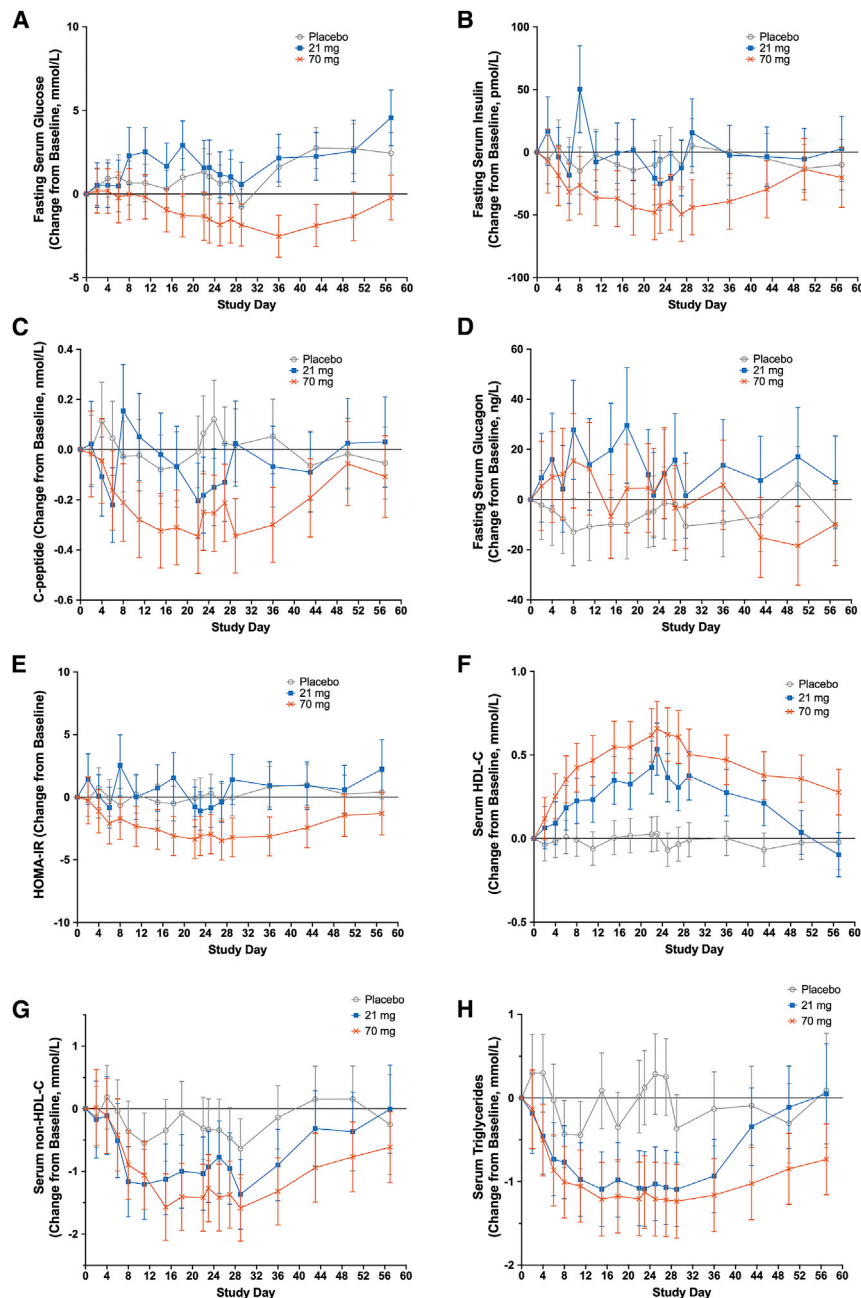 A
Placebo
21 mg
70 mg
Fasting Serum Glucose
(Change from Baseline, mmol/L)
10
5
0
-5
0 4 8 12 16 20 24 28 32 36 40 44 48 52 56 60
Study Day
B
Placebo
21 mg
70 mg
Fasting Serum Insulin
(Change from Baseline, pmol/L)
100
50
0
-50
-100
0 4 8 12 16 20 24 28 32 36 40 44 48 52 56 60
Study Day
C
Placebo
21 mg
70 mg
C-peptide (Change from Baseline, nmol/L)
0.4
0.2
0.0
-0.2
-0.4
-0.6
0 4 8 12 16 20 24 28 32 36 40 44 48 52 56 60
Study Day
D
Placebo
21 mg
70 mg
Fasting Serum Glucagon
(Change from Baseline, ng/L)
60
40
20
0
-20
-40
0 4 8 12 16 20 24 28 32 36 40 44 48 52 56 60
Study Day
E
Placebo
21 mg
70 mg
HOMA-IR (Change from Baseline)
10
5
0
-5
-10
0 4 8 12 16 20 24 28 32 36 40 44 48 52 56 60
Study Day
F
Placebo
21 mg
70 mg
Serum HDL-C
(Change from Baseline, mmol/L)
1.0
0.5
0.0
-0.5
0 4 8 12 16 20 24 28 32 36 40 44 48 52 56 60
Study Day
G
Placebo
21 mg
70 mg
Serum non-HDL-C
(Change from Baseline, mmol/L)
1
0
-1
-2
0 4 8 12 16 20 24 28 32 36 40 44 48 52 56 60
Study Day
H
Placebo
21 mg
70 mg
Serum Triglycerides
(Change from Baseline, mmol/L)
1
0
-1
-2
0 4 8 12 16 20 24 28 32 36 40 44 48 52 56 60
Study Day